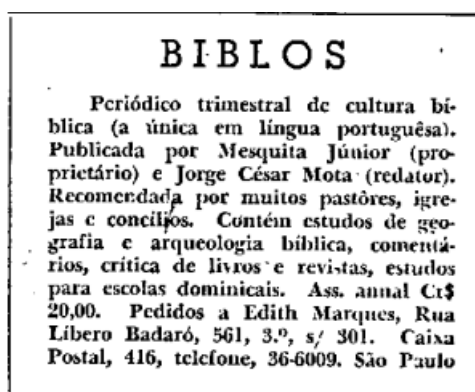 BIBLOS
Periódico trimestral de cultura bí-
blica (a única em língua portuguêsa).
Publicada por Mesquita Júnior (pro-
prietário) e Jorge César Mota (redator).
Recomendada por muitos pastôres, igre-
jas e concílios. Contém estudos de geo-
grafia e arqueologia bíblica, comentá-
rios, crítica de livros e revistas, estudos
para escolas dominicais. Ass. annal Cr$
20,00. Pedidos a Edith Marques, Rua
Líbero Badaró, 561, 3.º, s/ 301. Caixa
Postal, 416, telefone, 36-6009. São Paulo